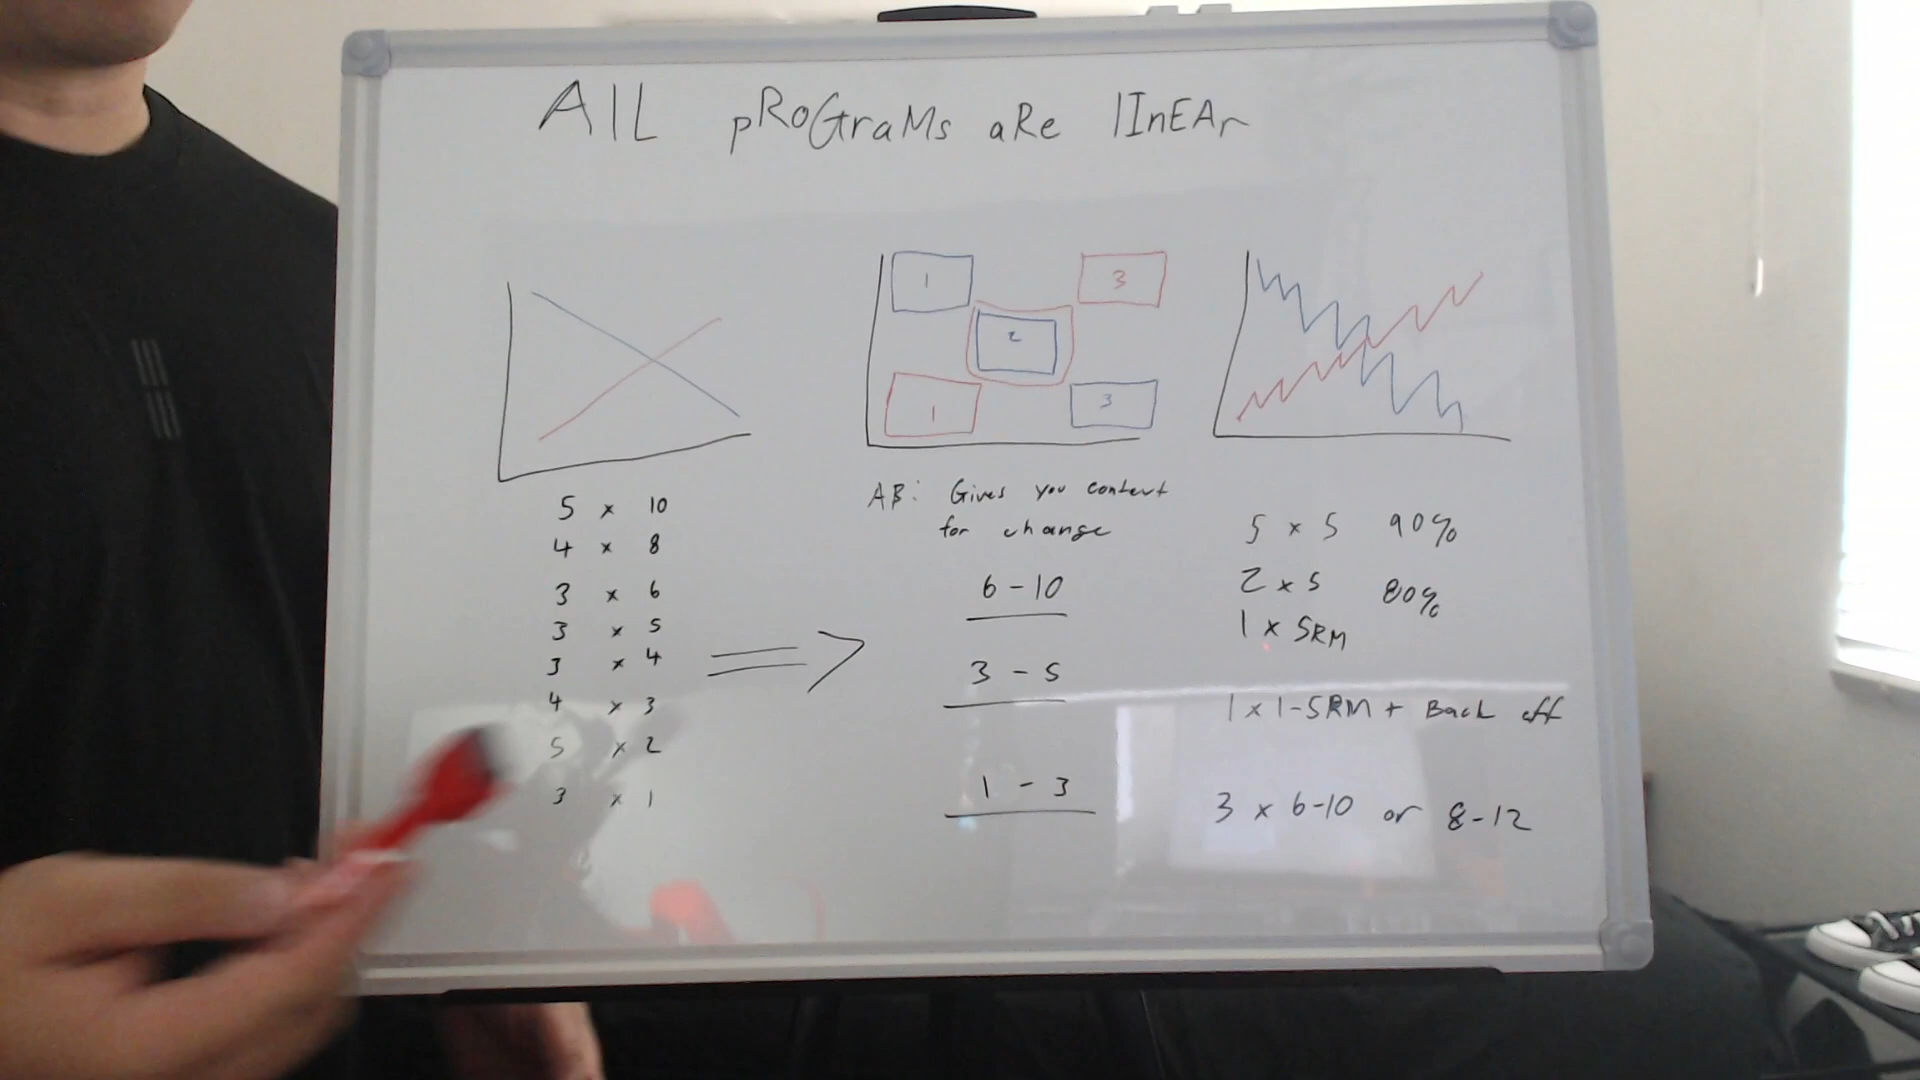 AlL pRoGraMs aRe lInEAr
5 x 10
4 x 8
3 x 6
3 x 5
3 x 4
4 x 3
5 x 2
3 x 1
1
3
2
1
3
AB: Gives you context
for change
6 - 10
3 - 5
1 - 3
5 x 5 90%
2 x 5 80%
1 x 5RM
1 x 1-5RM + Back off
3 x 6-10 or 8-12